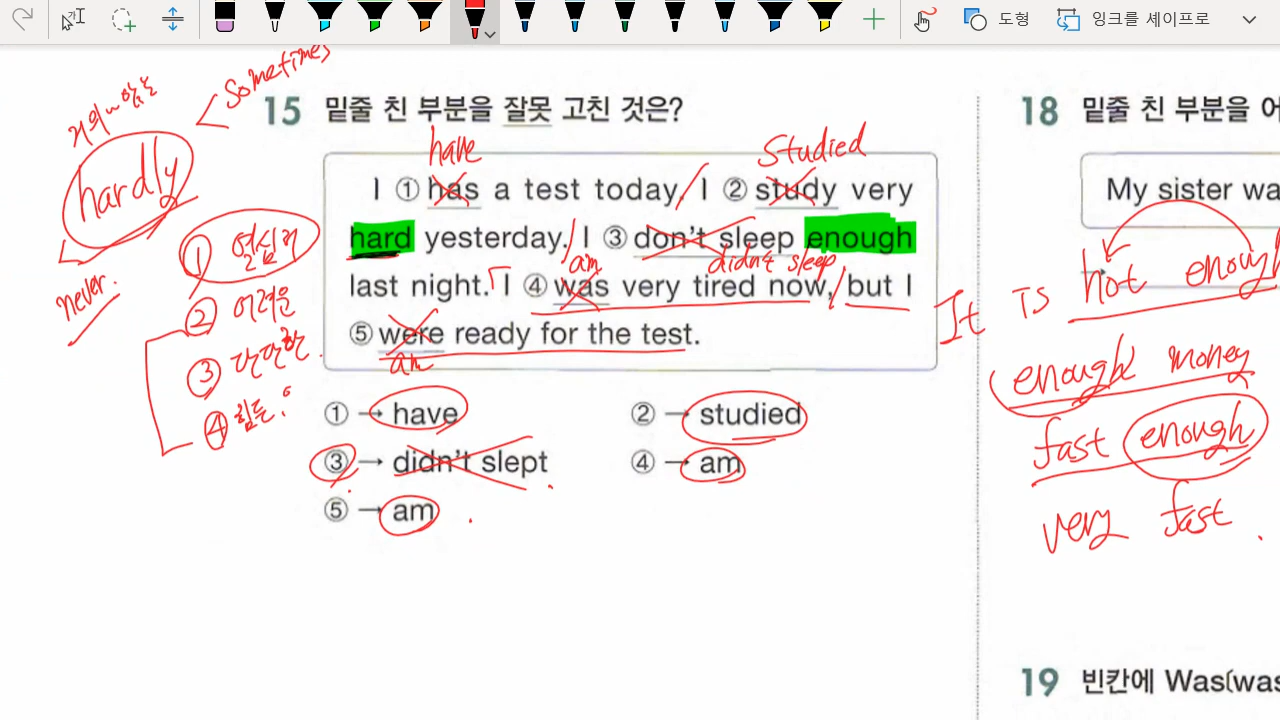 도형 잉크를 셰이프로
15 밑줄 친 부분을 잘못 고친 것은?
I ① has a test today. I ② study very
hard yesterday. I ③ don't sleep enough
last night. I ④ was very tired now, but I
⑤ were ready for the test.
① → have ② → studied
③ → didn't slept ④ → am
⑤ → am
have
studied
am
didn't sleep
am
sometimes
hardly
never.
① 열심히
② 어려운
③ 단단한
④ 힘든
18 밑줄 친 부분을 어
My sister wa
It is hot enough
enough money
fast enough
very fast
19 빈칸에 Was(was